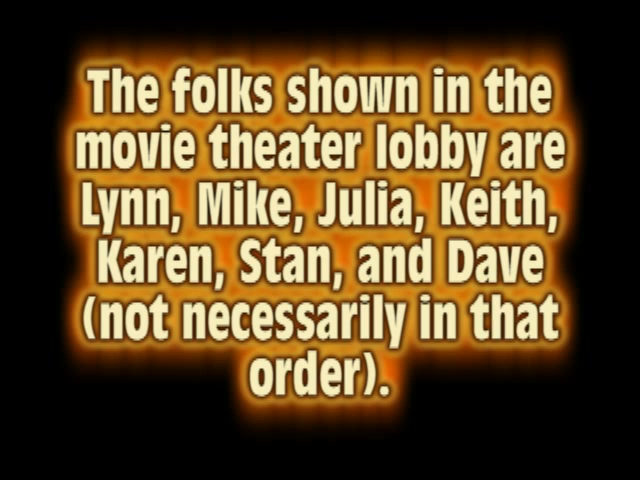 The folks shown in the
movie theater lobby are
Lynn, Mike, Julia, Keith,
Karen, Stan, and Dave
(not necessarily in that
order).